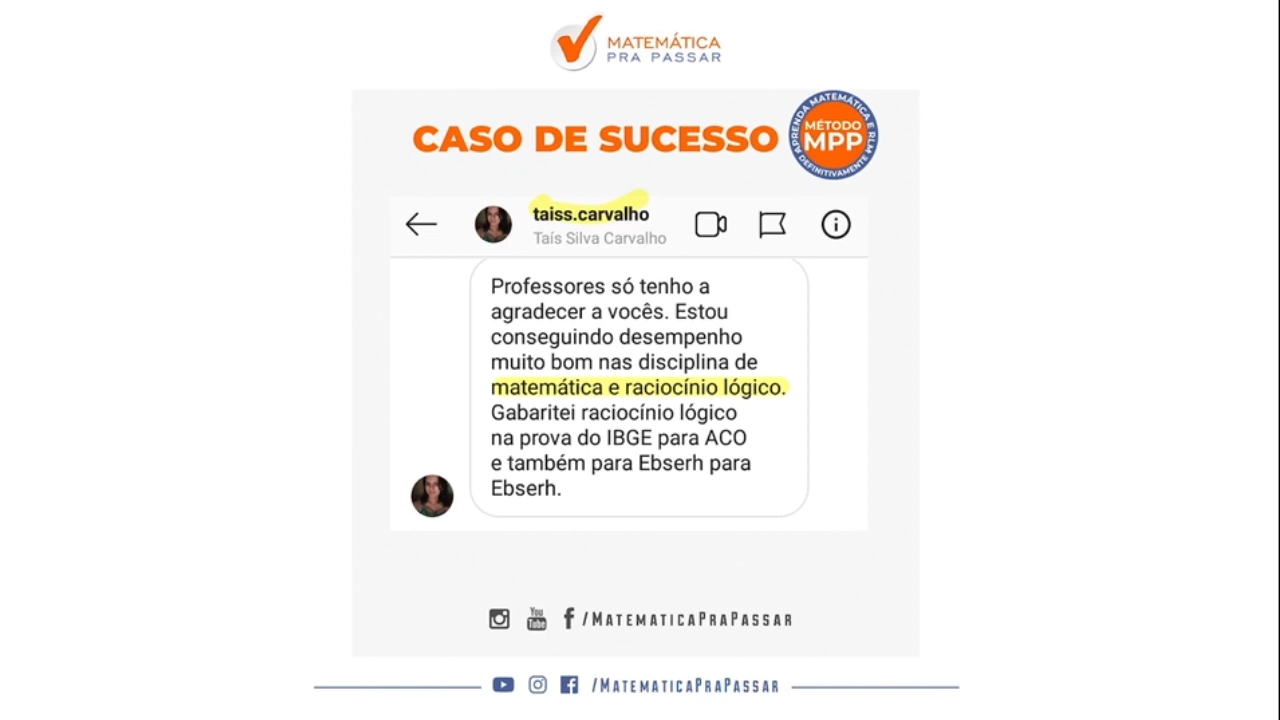 MATEMÁTICA
PRA PASSAR
CASO DE SUCESSO
APRENDA MATEMÁTICA E RLM
MÉTODO
MPP
DEFINITIVAMENTE
taiss.carvalho
Taís Silva Carvalho
Professores só tenho a
agradecer a vocês. Estou
conseguindo desempenho
muito bom nas disciplina de
matemática e raciocínio lógico.
Gabaritei raciocínio lógico
na prova do IBGE para ACO
e também para Ebserh para
Ebserh.
You
Tube
f /MATEMATICAPRAPASSAR
/MATEMATICAPRAPASSAR